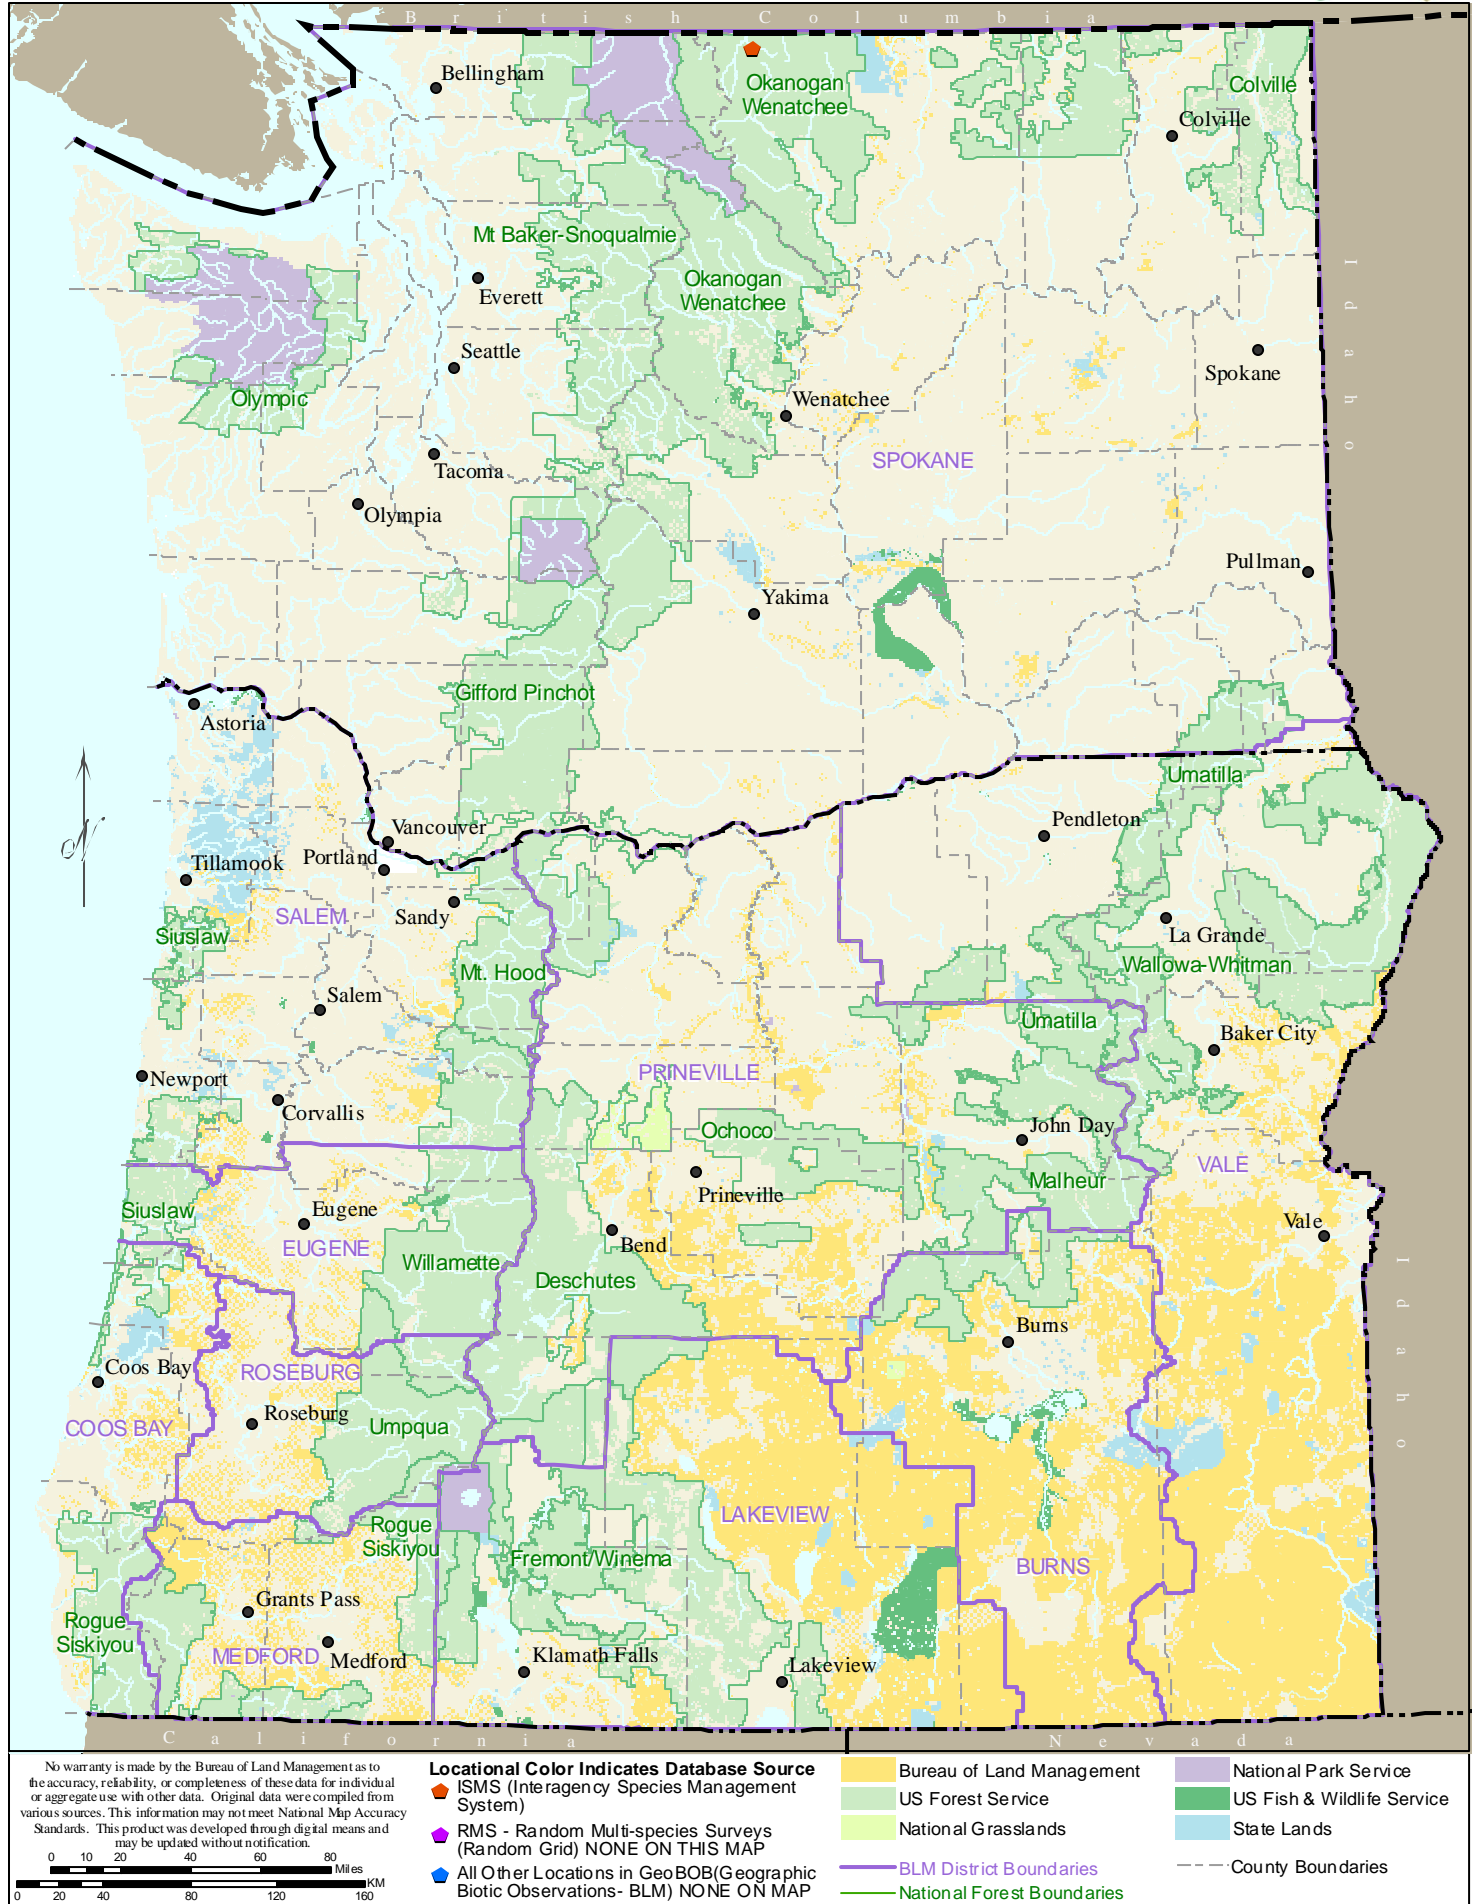 British Columbia
Bellingham
Okanogan
Wenatchee
Colville
Colville
Mt Baker-Snoqualmie
Okanogan
Wenatchee
Everett
Idaho
Seattle
Spokane
Olympic
Wenatchee
SPOKANE
Tacoma
Olympia
Pullman
Yakima
Gifford Pinchot
Astoria
Umatilla
Vancouver
Pendleton
Portland
Tillamook
SALEM
Sandy
La Grande
Siuslaw
Wallowa-Whitman
Mt. Hood
Salem
Umatilla
Baker City
Newport
PRINEVILLE
Corvallis
Ochoco
John Day
VALE
Malheur
Prineville
Siuslaw
Eugene
Vale
EUGENE
Bend
Willamette
Deschutes
Idaho
Burns
Coos Bay
ROSEBURG
Roseburg
COOS BAY
Umpqua
LAKEVIEW
Rogue
Siskiyou
Fremont/Winema
BURNS
Grants Pass
Rogue
Siskiyou
MEDFORD
Medford
Klamath Falls
Lakeview
California
Nevada
N
No warranty is made by the Bureau of Land Management as to
the accuracy, reliability, or completeness of these data for individual
or aggregate use with other data. Original data were compiled from
various sources. This information may not meet National Map Accuracy
Standards. This product was developed through digital means and
may be updated without notification.
0 10 20 40 60 80
Miles
KM
0 20 40 80 120 160
Locational Color Indicates Database Source
ISMS (Interagency Species Management
System)
RMS - Random Multi-species Surveys
(Random Grid) NONE ON THIS MAP
All Other Locations in GeoBOB(Geographic
Biotic Observations- BLM) NONE ON MAP
Bureau of Land Management
US Forest Service
National Grasslands
BLM District Boundaries
National Forest Boundaries
National Park Service
US Fish & Wildlife Service
State Lands
County Boundaries